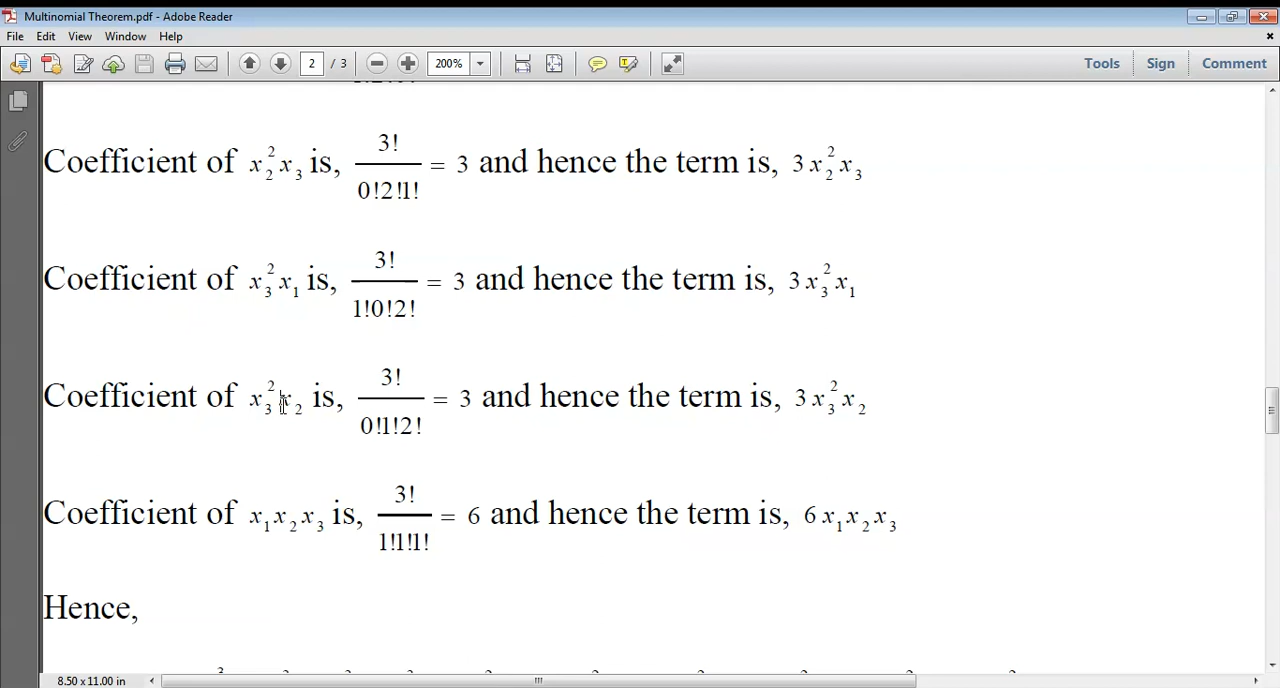 Multinomial Theorem.pdf - Adobe Reader
File Edit View Window Help
2 / 3 200% Tools Sign Comment
Coefficient of x₂²x₃ is, 3!/0!2!1! = 3 and hence the term is, 3x₂²x₃
Coefficient of x₃²x₁ is, 3!/1!0!2! = 3 and hence the term is, 3x₃²x₁
Coefficient of x₃²x₂ is, 3!/0!1!2! = 3 and hence the term is, 3x₃²x₂
Coefficient of x₁x₂x₃ is, 3!/1!1!1! = 6 and hence the term is, 6x₁x₂x₃
Hence,
8.50 x 11.00 in